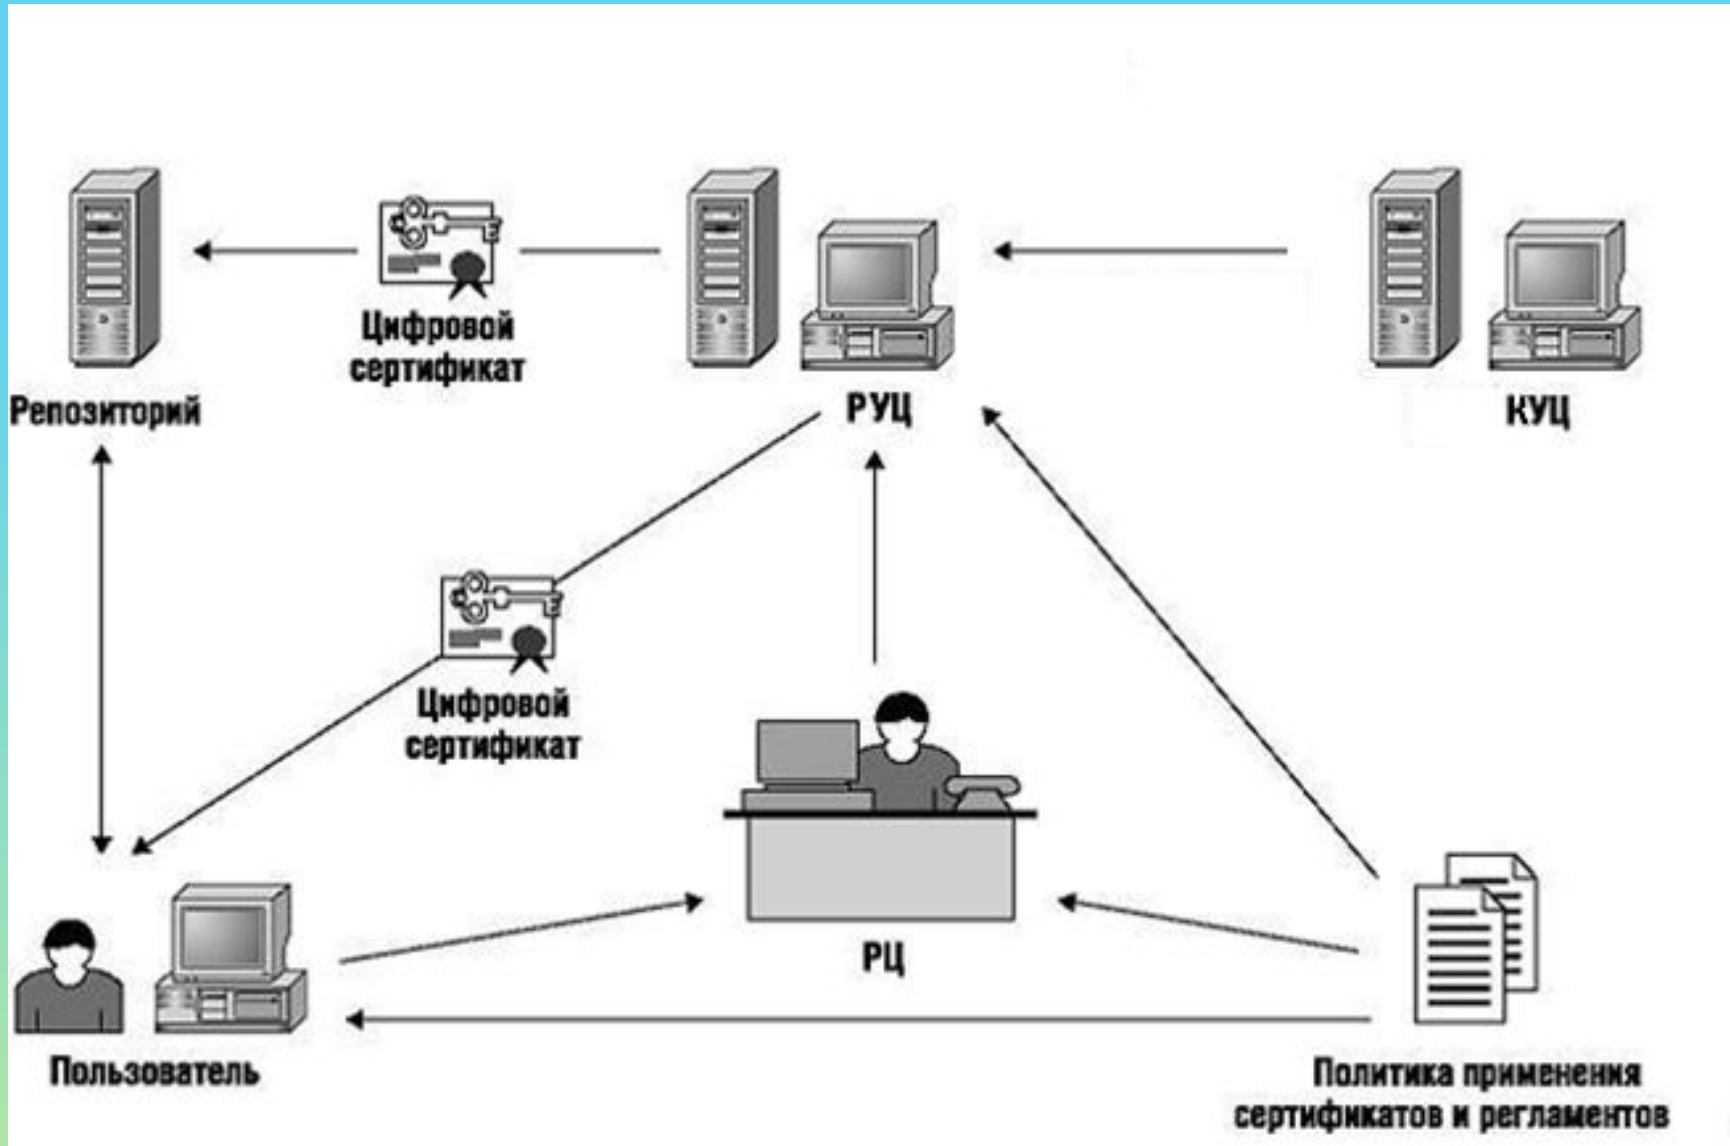 Цифровой
сертификат
Репозиторий
РУЦ
КУЦ
Цифровой
сертификат
РЦ
Пользователь
Политика применения
сертификатов и регламентов